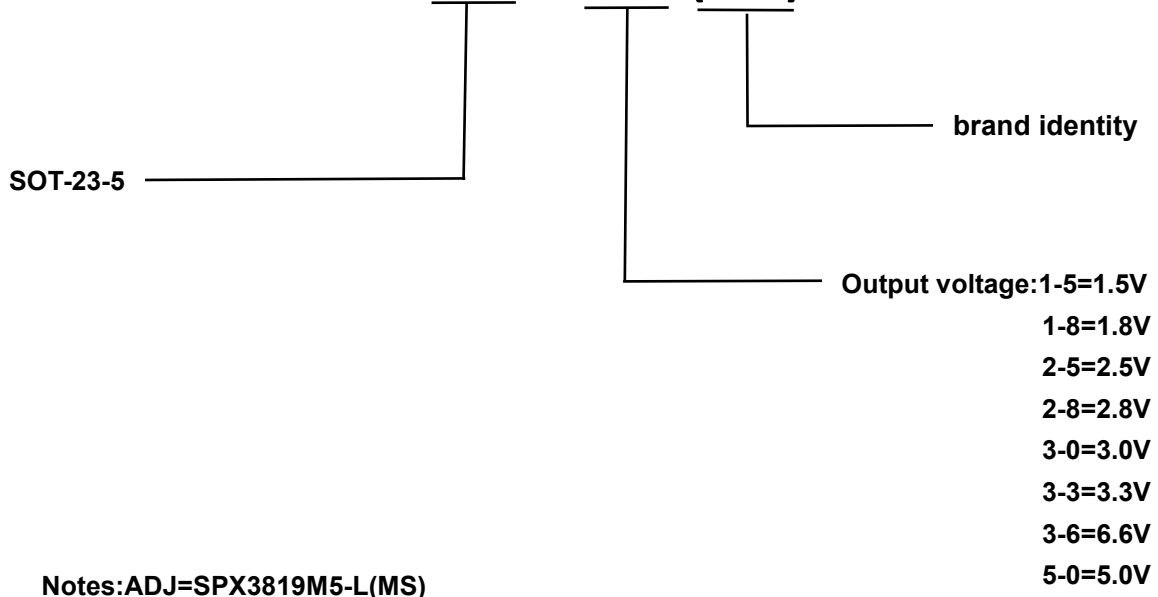 brand identity
SOT-23-5
Output voltage:1-5=1.5V
1-8=1.8V
2-5=2.5V
2-8=2.8V
3-0=3.0V
3-3=3.3V
3-6=6.6V
5-0=5.0V
Notes:ADJ=SPX3819M5-L(MS)